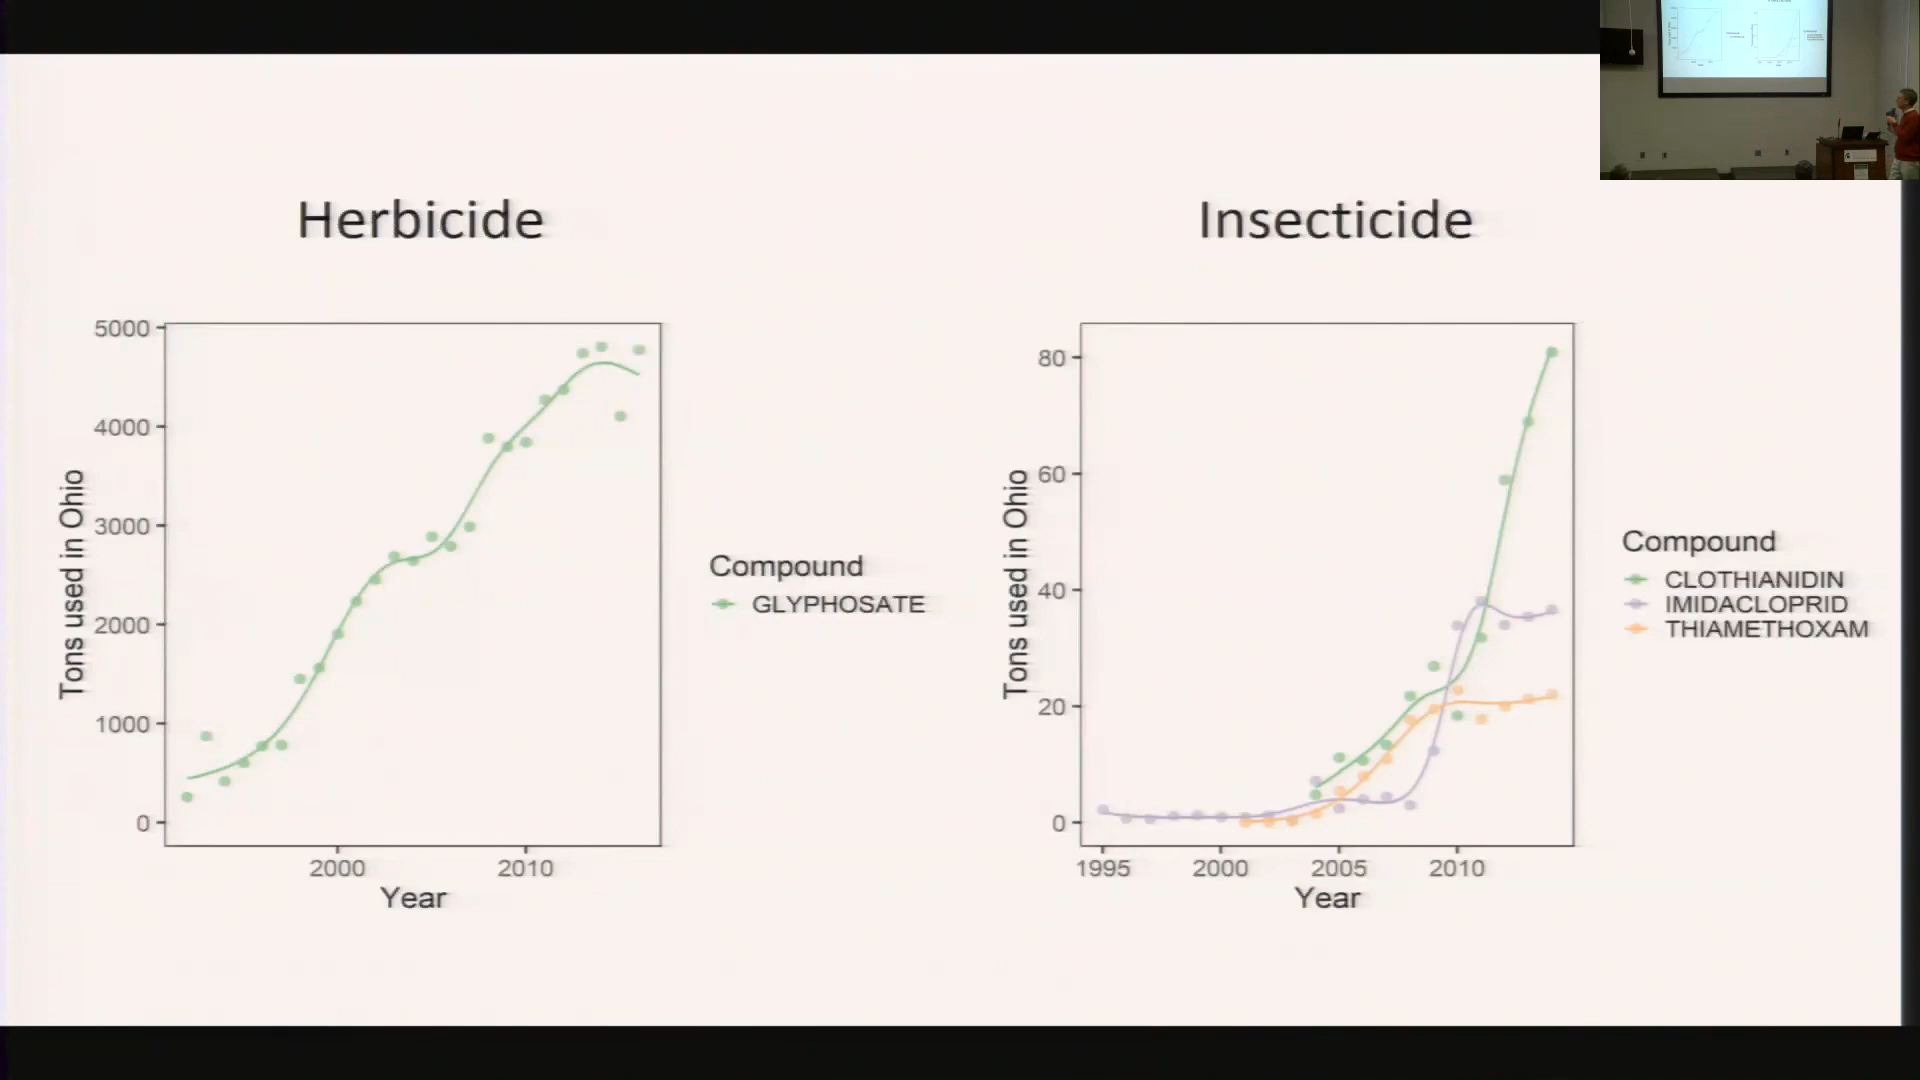 Herbicide
5000
4000
3000
2000
1000
0
Tons used in Ohio
2000
2010
Year
Compound
GLYPHOSATE
Insecticide
80
60
40
20
0
Tons used in Ohio
1995
2000
2005
2010
Year
Compound
CLOTHIANIDIN
IMIDACLOPRID
THIAMETHOXAM